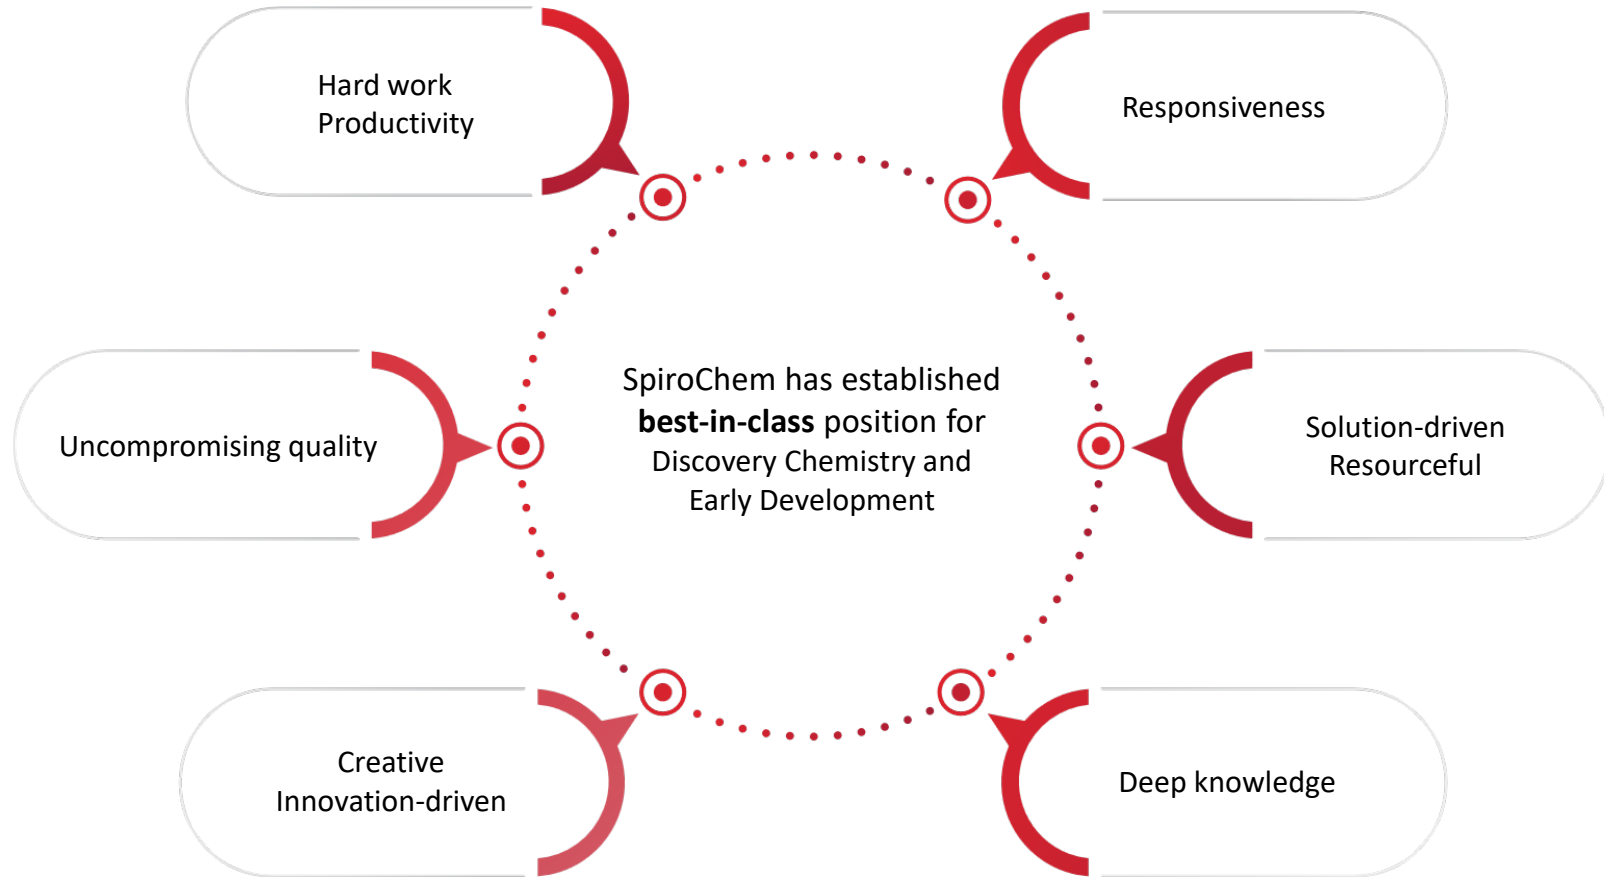 Hard work
Productivity
Responsiveness
SpiroChem has established
best-in-class position for
Discovery Chemistry and
Early Development
Uncompromising quality
Solution-driven
Resourceful
Creative
Innovation-driven
Deep knowledge